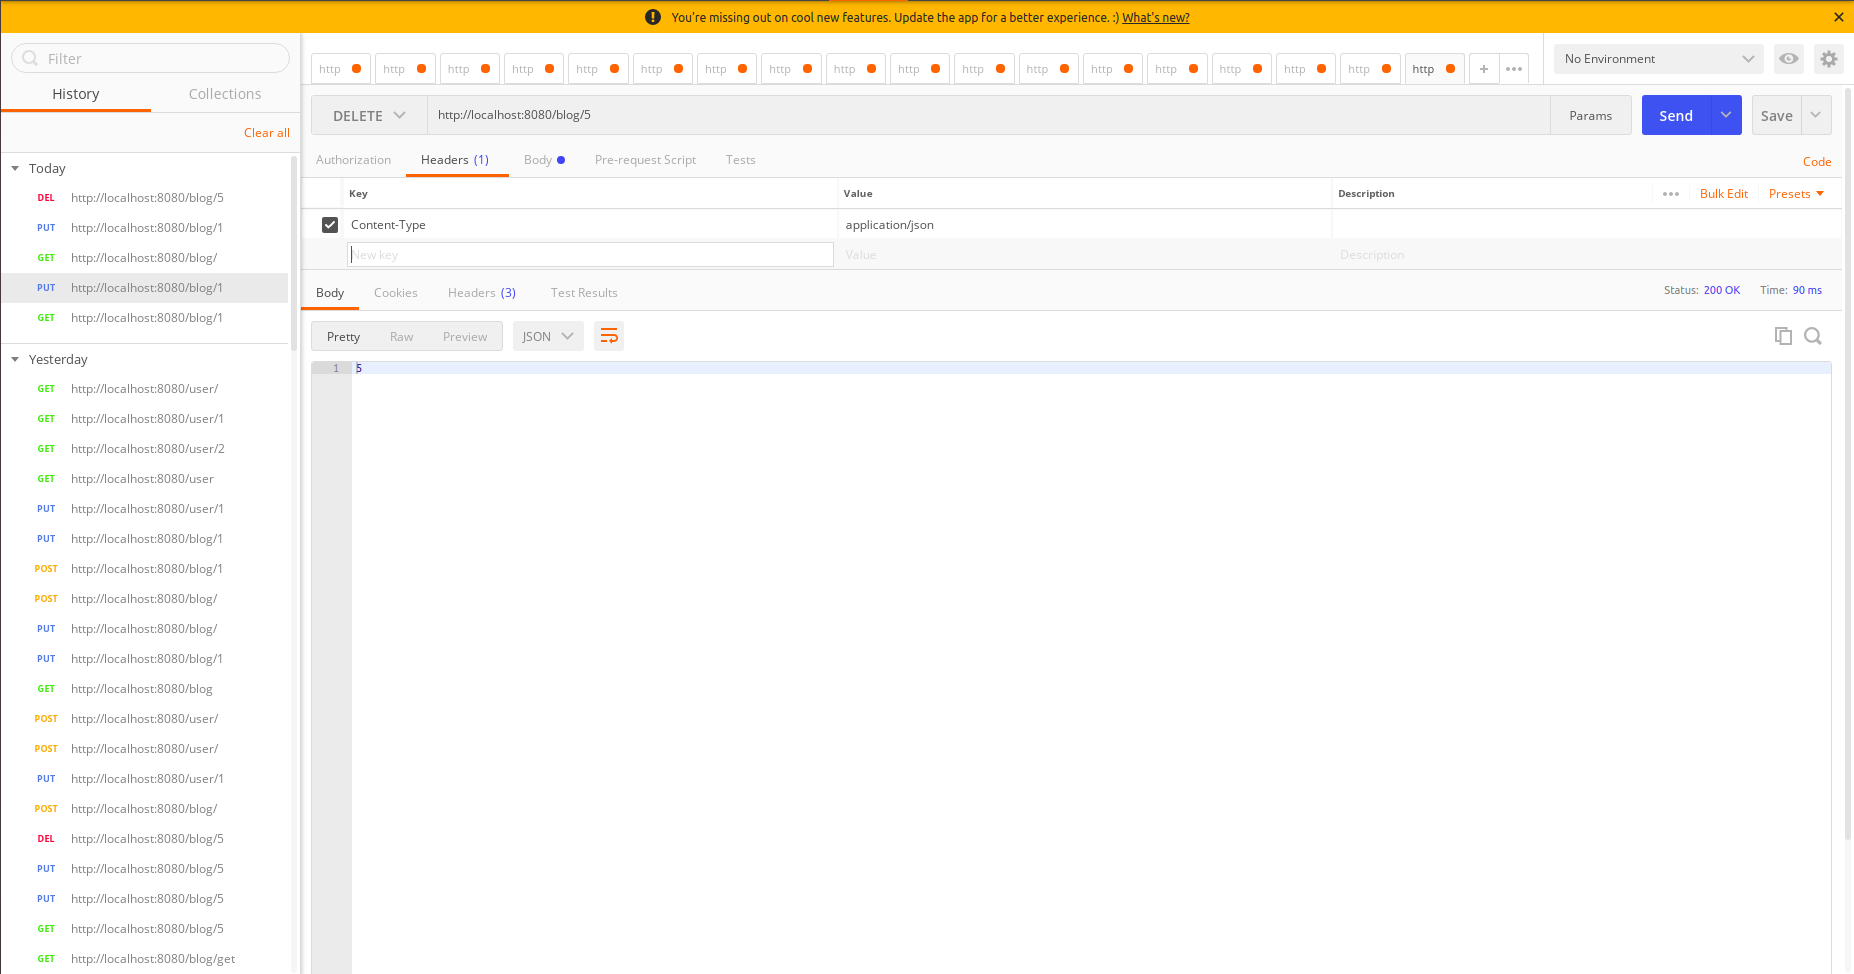 You're missing out on cool new features. Update the app for a better experience. :) What's new?
Filter
History Collections
Clear all
Today
DEL http://localhost:8080/blog/5
PUT http://localhost:8080/blog/1
GET http://localhost:8080/blog/
PUT http://localhost:8080/blog/1
GET http://localhost:8080/blog/1
Yesterday
GET http://localhost:8080/user/
GET http://localhost:8080/user/1
GET http://localhost:8080/user/2
GET http://localhost:8080/user
PUT http://localhost:8080/user/1
PUT http://localhost:8080/blog/1
POST http://localhost:8080/blog/1
POST http://localhost:8080/blog/
PUT http://localhost:8080/blog/
PUT http://localhost:8080/blog/1
GET http://localhost:8080/blog
POST http://localhost:8080/user/
POST http://localhost:8080/user/
PUT http://localhost:8080/user/1
POST http://localhost:8080/blog/
DEL http://localhost:8080/blog/5
PUT http://localhost:8080/blog/5
PUT http://localhost:8080/blog/5
GET http://localhost:8080/blog/5
GET http://localhost:8080/blog/get
http http http http http http http http http http http http http http http http http http + No Environment
DELETE http://localhost:8080/blog/5 Params Send Save
Authorization Headers (1) Body Pre-request Script Tests Code
Key Value Description Bulk Edit Presets
Content-Type application/json
New key Value Description
Body Cookies Headers (3) Test Results Status: 200 OK Time: 90 ms
Pretty Raw Preview JSON
1 5